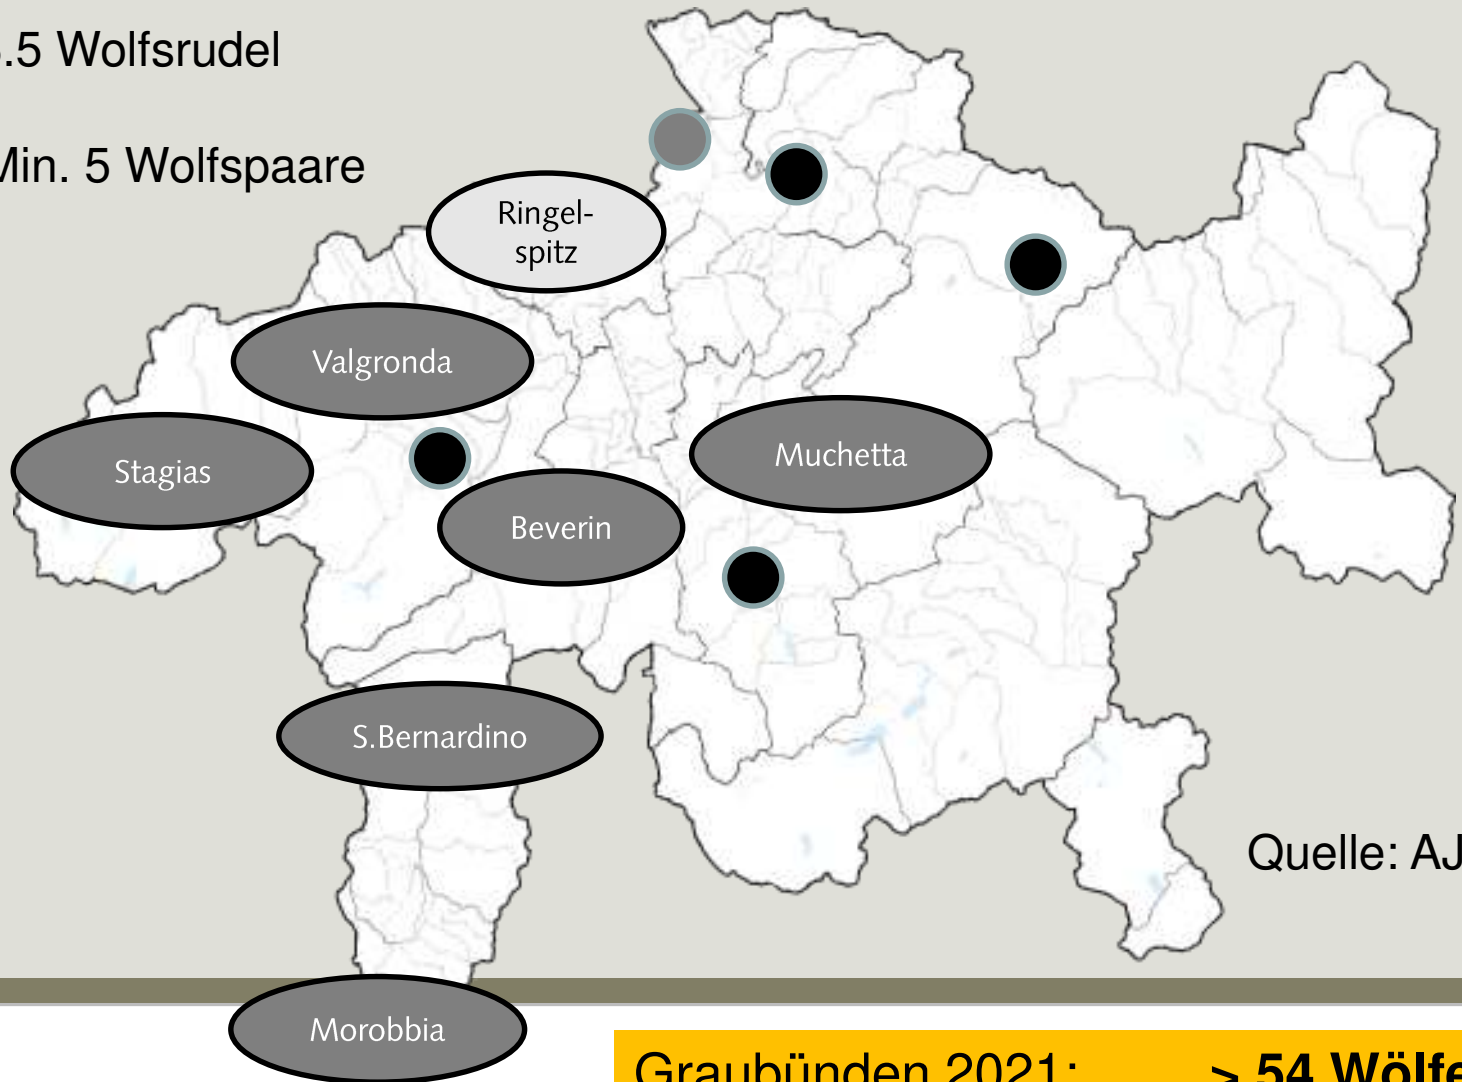 .5 Wolfsrudel
Min. 5 Wolfspaare
Ringel-
spitz
Valgronda
Stagias
Muchetta
Beverin
S.Bernardino
Quelle: AJ
Morobbia
Graubünden 2021: > 54 Wölfe